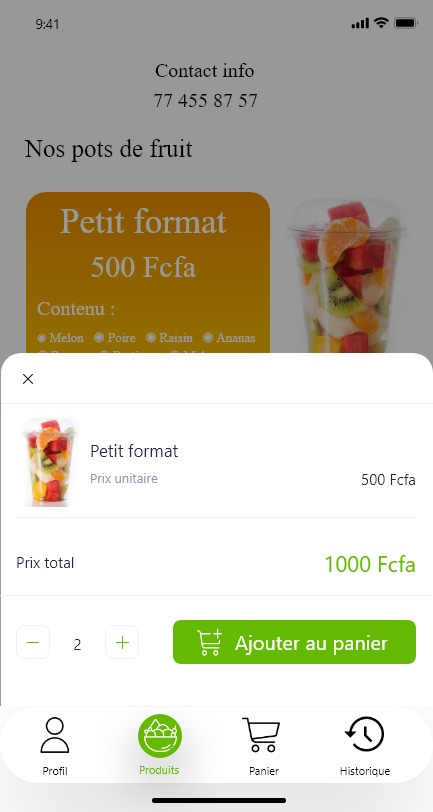 9:41
Contact info
77 455 87 57
Nos pots de fruit
Petit format
500 Fcfa
Contenu :
Melon Poire Raisin Ananas
Petit format
Prix unitaire 500 Fcfa
Prix total 1000 Fcfa
2 Ajouter au panier
Profil Produits Panier Historique